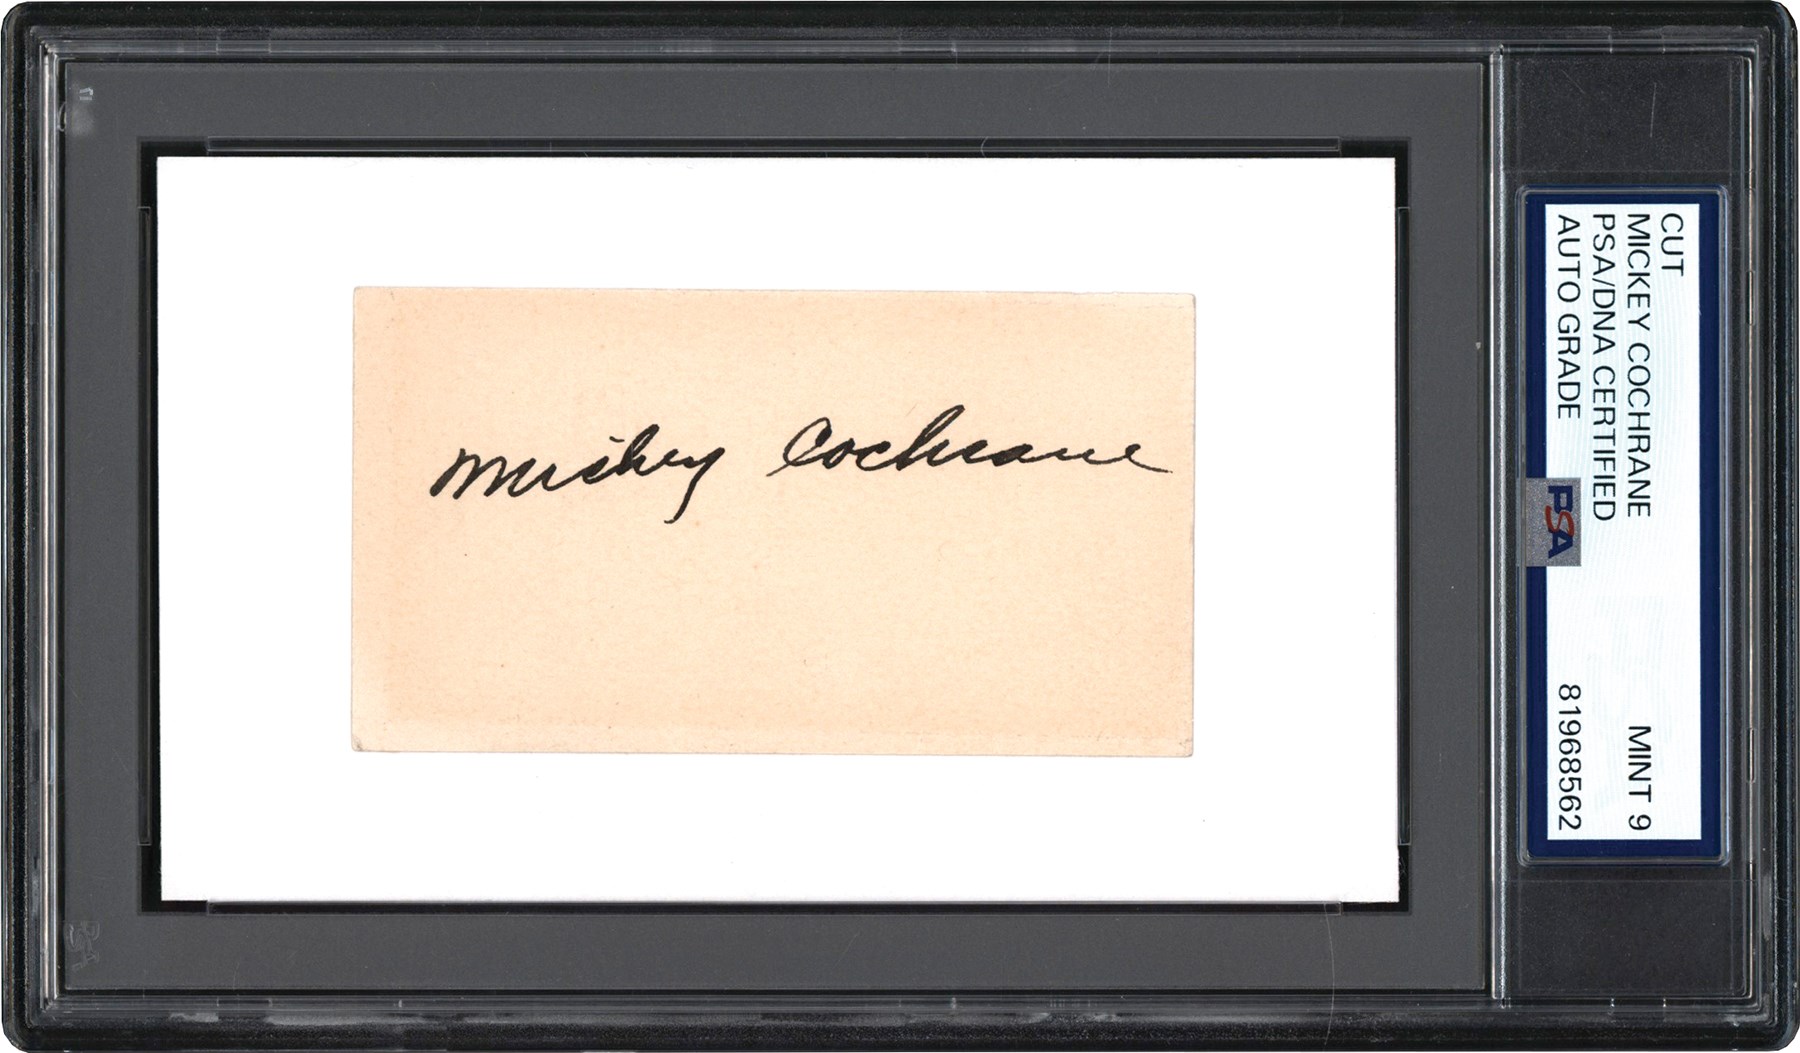 Mickey Cochrane
CUT
MICKEY COCHRANE
PSA/DNA CERTIFIED
AUTO GRADE
MINT 9
81968562
PSA